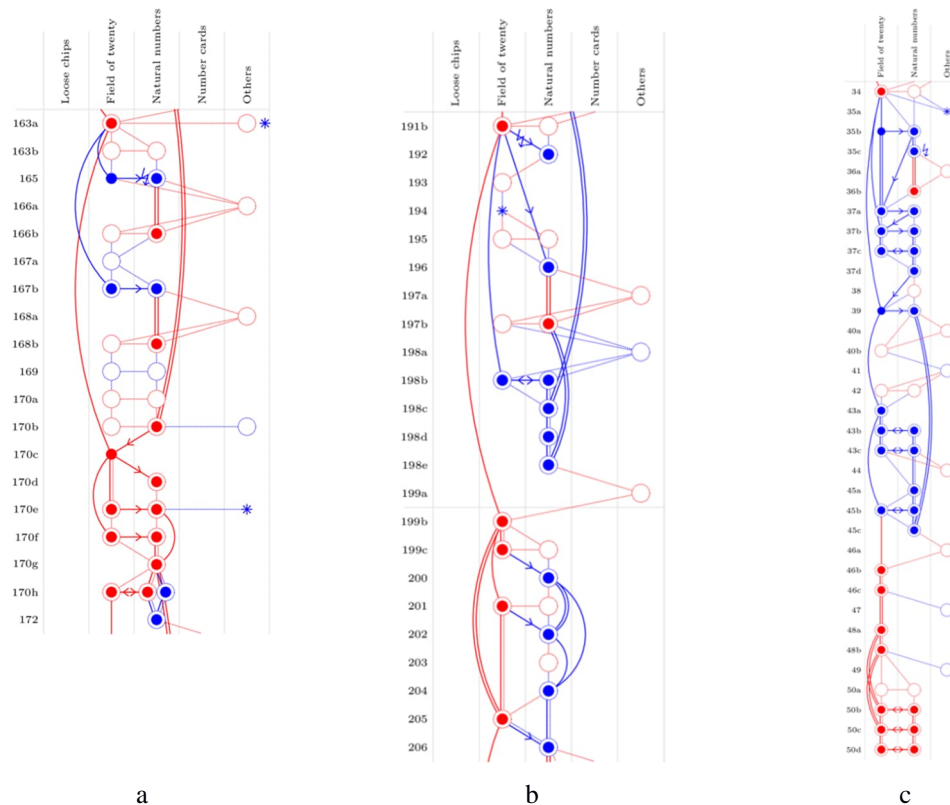 Loose chips
Field of twenty
Natural numbers
Number cards
Others
163a
163b
165
166a
166b
167a
167b
168a
168b
169
170a
170b
170c
170d
170e
170f
170g
170h
172
a
Loose chips
Field of twenty
Natural numbers
Number cards
Others
191b
192
193
194
195
196
197a
197b
198a
198b
198c
198d
198e
199a
199b
199c
200
201
202
203
204
205
206
b
Field of twenty
Natural numbers
Others
34
35a
35b
35c
36a
36b
37a
37b
37c
37d
38
39
40a
40b
41
42
43a
43b
43c
44
45a
45b
45c
46a
46b
46c
47
48a
48b
49
50a
50b
50c
50d
c